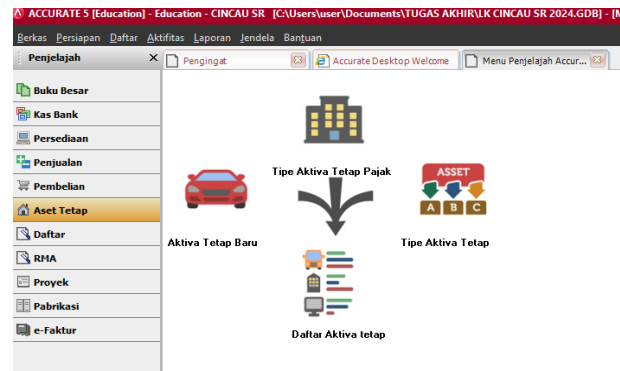 ACCURATE 5 [Education] - Education - CINCAU SR [C:\Users\user\Documents\TUGAS AKHIR\LK CINCAU SR 2024.GDB] - [M
Berkas Persiapan Daftar Aktifitas Laporan Jendela Bantuan
Penjelajah X
Pengingat
Accurate Desktop Welcome
Menu Penjelajah Accur...
Buku Besar
Kas Bank
Persediaan
Penjualan
Pembelian
Aset Tetap
Daftar
RMA
Proyek
Pabrikasi
e-Faktur
Tipe Aktiva Tetap Pajak
ASSET
A B C
Aktiva Tetap Baru
Tipe Aktiva Tetap
Daftar Aktiva tetap